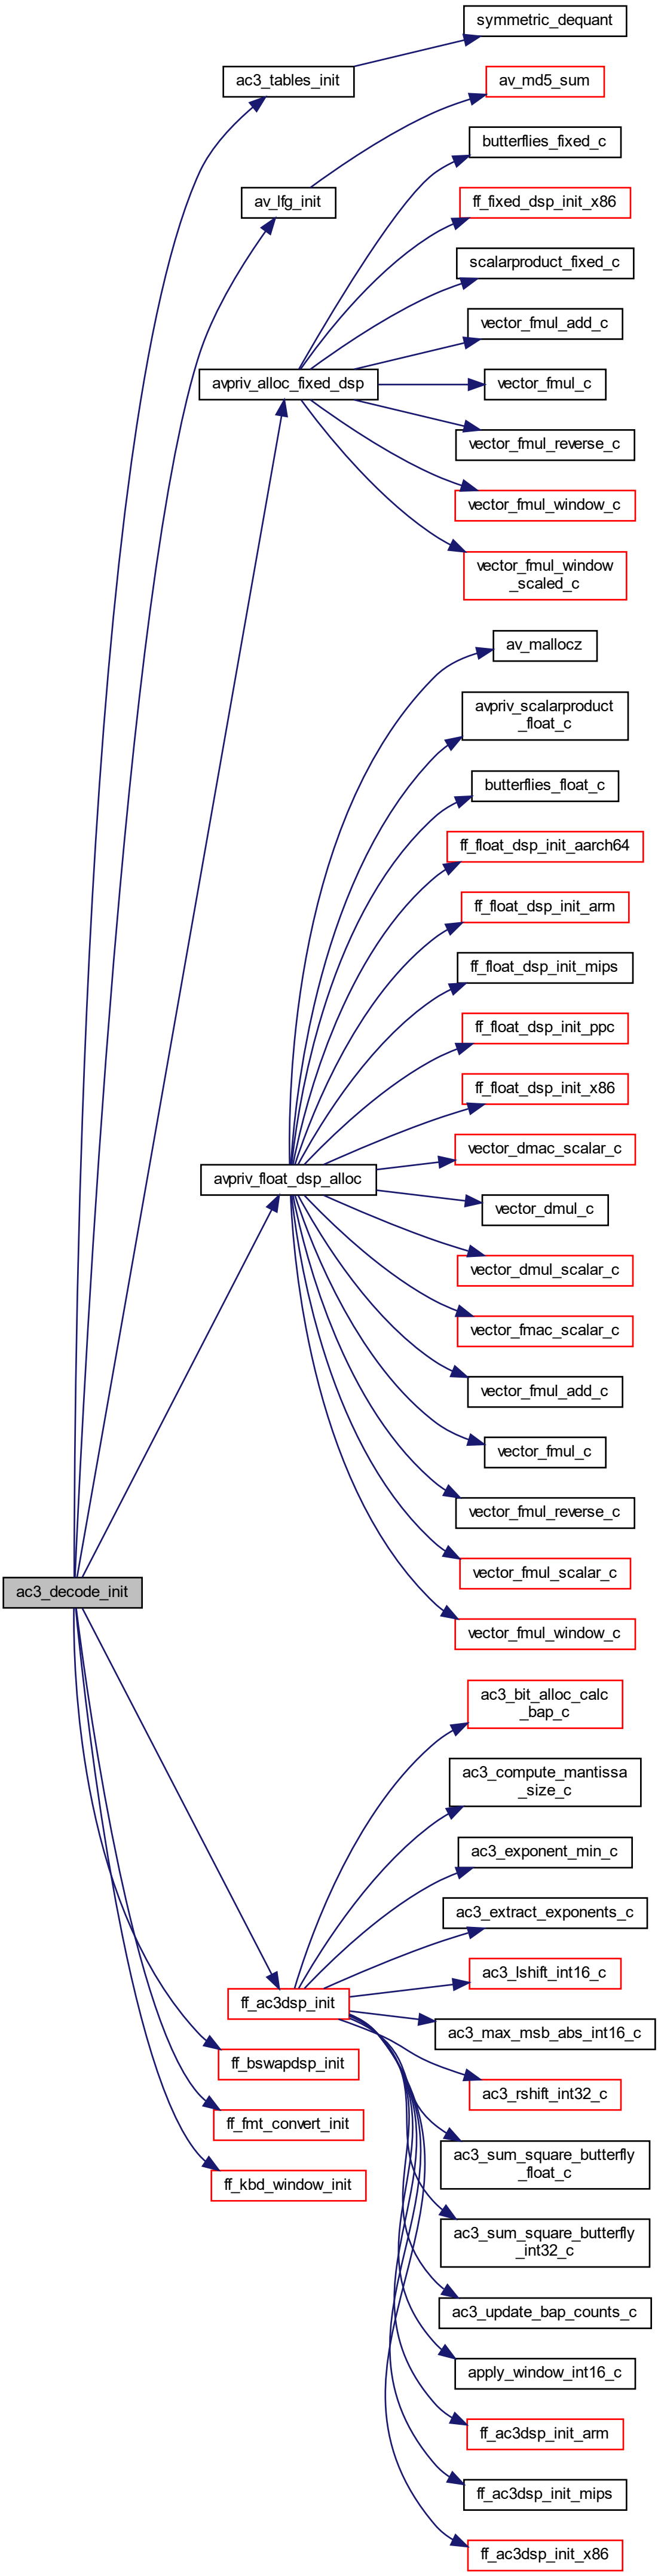 symmetric_dequant
ac3_tables_init
av_md5_sum
butterflies_fixed_c
av_lfg_init
ff_fixed_dsp_init_x86
scalarproduct_fixed_c
vector_fmul_add_c
avpriv_alloc_fixed_dsp
vector_fmul_c
vector_fmul_reverse_c
vector_fmul_window_c
vector_fmul_window
_scaled_c
av_mallocz
avpriv_scalarproduct
_float_c
butterflies_float_c
ff_float_dsp_init_aarch64
ff_float_dsp_init_arm
ff_float_dsp_init_mips
ff_float_dsp_init_ppc
ff_float_dsp_init_x86
vector_dmac_scalar_c
avpriv_float_dsp_alloc
vector_dmul_c
vector_dmul_scalar_c
vector_fmac_scalar_c
vector_fmul_add_c
vector_fmul_c
vector_fmul_reverse_c
vector_fmul_scalar_c
ac3_decode_init
vector_fmul_window_c
ac3_bit_alloc_calc
_bap_c
ac3_compute_mantissa
_size_c
ac3_exponent_min_c
ac3_extract_exponents_c
ac3_lshift_int16_c
ff_ac3dsp_init
ac3_max_msb_abs_int16_c
ff_bswapdsp_init
ac3_rshift_int32_c
ff_fmt_convert_init
ac3_sum_square_butterfly
_float_c
ff_kbd_window_init
ac3_sum_square_butterfly
_int32_c
ac3_update_bap_counts_c
apply_window_int16_c
ff_ac3dsp_init_arm
ff_ac3dsp_init_mips
ff_ac3dsp_init_x86